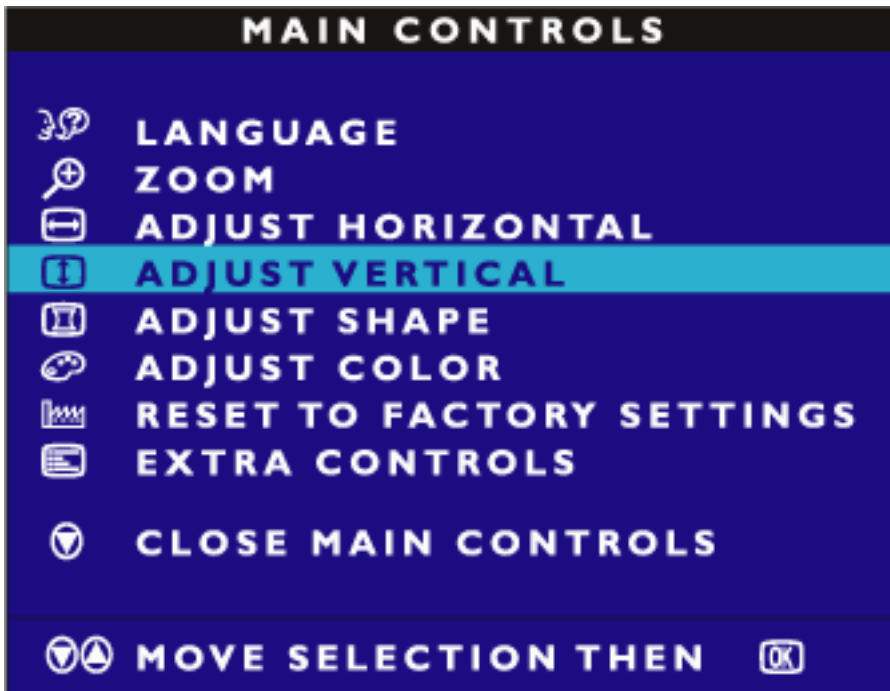 MAIN CONTROLS
LANGUAGE
ZOOM
ADJUST HORIZONTAL
ADJUST VERTICAL
ADJUST SHAPE
ADJUST COLOR
RESET TO FACTORY SETTINGS
EXTRA CONTROLS
CLOSE MAIN CONTROLS
MOVE SELECTION THEN OK